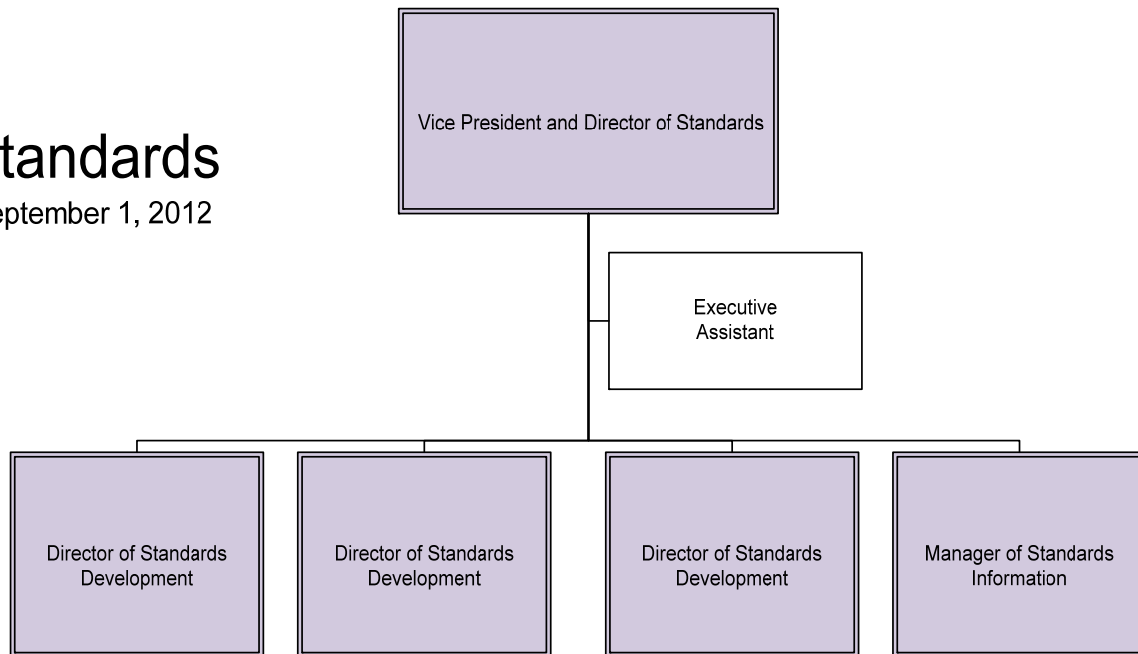 Vice President and Director of Standards
tandards
eptember 1, 2012
Executive
Assistant
Director of Standards
Development
Director of Standards
Development
Director of Standards
Development
Manager of Standards
Information